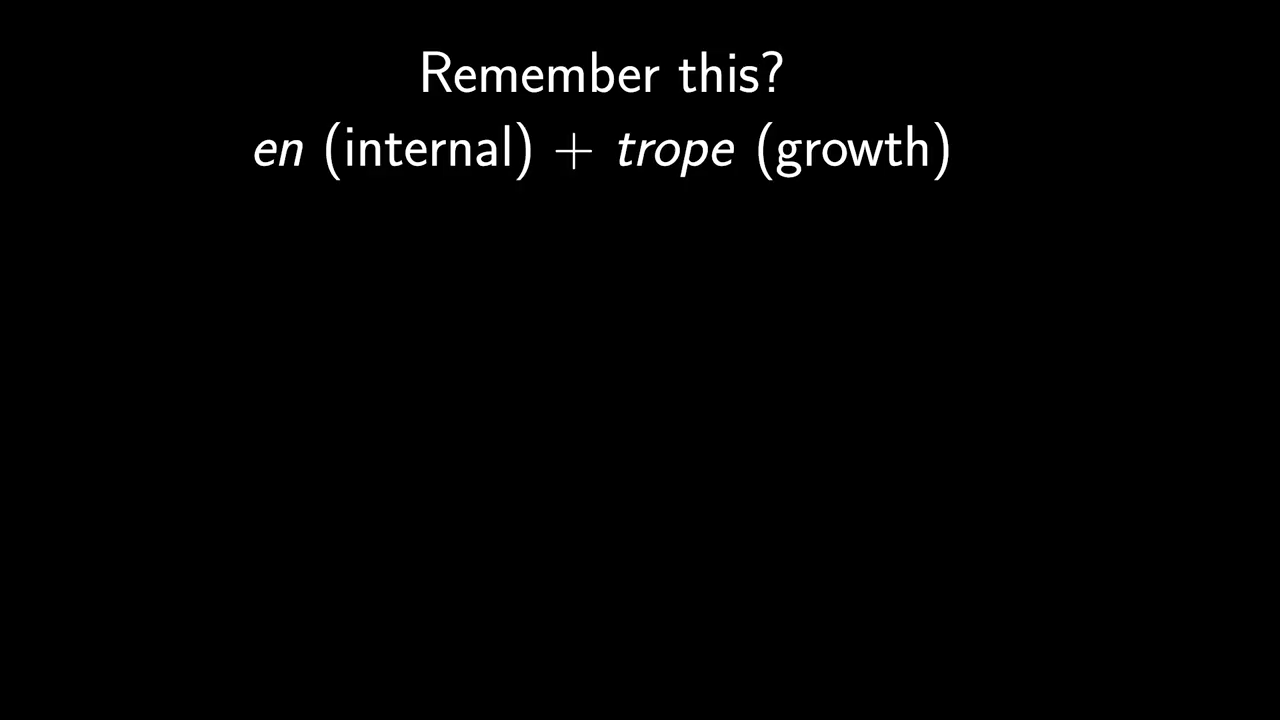 Remember this?
en (internal) + trope (growth)